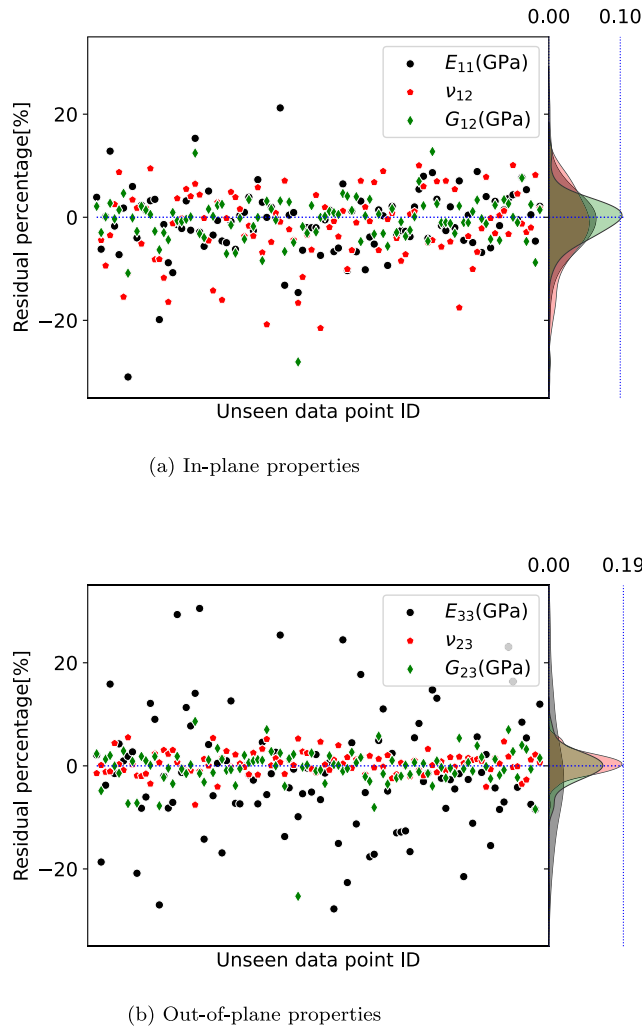 0.00 0.10
E11(GPa)
ν12
G12(GPa)
20
0
−20
Residual percentage[%]
Unseen data point ID
(a) In-plane properties
0.00 0.19
E33(GPa)
ν23
G23(GPa)
20
0
−20
Residual percentage[%]
Unseen data point ID
(b) Out-of-plane properties